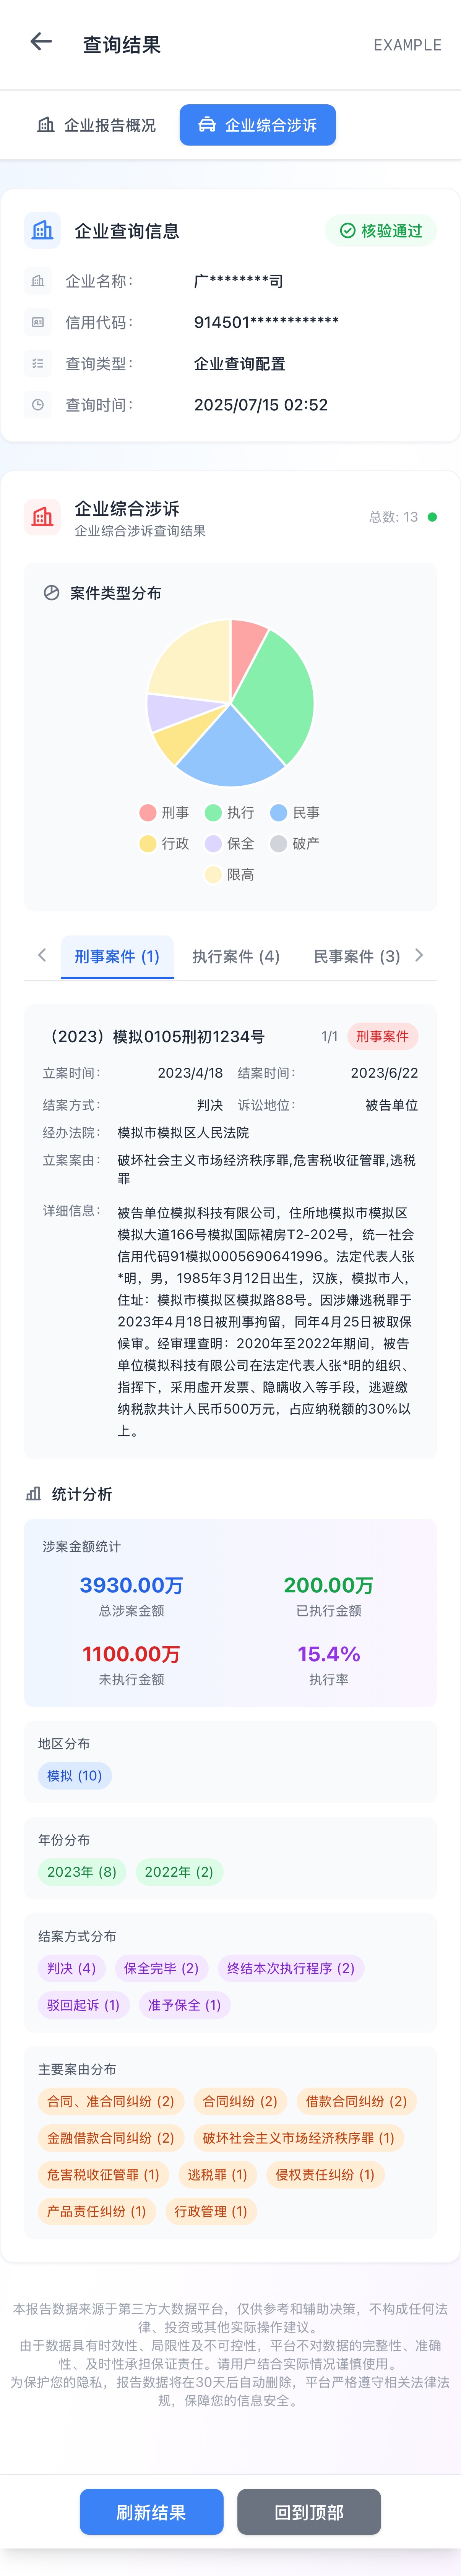 查询结果
EXAMPLE
企业报告概况
企业综合涉诉
企业查询信息
核验通过
企业名称：
广********司
信用代码：
914501************
查询类型：
企业查询配置
查询时间：
2025/07/15 02:52
企业综合涉诉
企业综合涉诉查询结果
总数: 13
案件类型分布
刑事 执行 民事
行政 保全 破产
限高
刑事案件 (1) 执行案件 (4) 民事案件 (3)
（2023）模拟0105刑初1234号 1/1 刑事案件
立案时间： 2023/4/18 结案时间： 2023/6/22
结案方式： 判决 诉讼地位： 被告单位
经办法院： 模拟市模拟区人民法院
立案案由： 破坏社会主义市场经济秩序罪,危害税收征管罪,逃税
罪
详细信息： 被告单位模拟科技有限公司，住所地模拟市模拟区
模拟大道166号模拟国际裙房T2-202号，统一社会
信用代码91模拟0005690641996。法定代表人张
*明，男，1985年3月12日出生，汉族，模拟市人，
住址：模拟市模拟区模拟路88号。因涉嫌逃税罪于
2023年4月18日被刑事拘留，同年4月25日被取保
候审。经审理查明：2020年至2022年期间，被告
单位模拟科技有限公司在法定代表人张*明的组织、
指挥下，采用虚开发票、隐瞒收入等手段，逃避缴
纳税款共计人民币500万元，占应纳税额的30%以
上。
统计分析
涉案金额统计
3930.00万 200.00万
总涉案金额 已执行金额
1100.00万 15.4%
未执行金额 执行率
地区分布
模拟 (10)
年份分布
2023年 (8) 2022年 (2)
结案方式分布
判决 (4) 保全完毕 (2) 终结本次执行程序 (2)
驳回起诉 (1) 准予保全 (1)
主要案由分布
合同、准合同纠纷 (2) 合同纠纷 (2) 借款合同纠纷 (2)
金融借款合同纠纷 (2) 破坏社会主义市场经济秩序罪 (1)
危害税收征管罪 (1) 逃税罪 (1) 侵权责任纠纷 (1)
产品责任纠纷 (1) 行政管理 (1)
本报告数据来源于第三方大数据平台，仅供参考和辅助决策，不构成任何法
律、投资或其他实际操作建议。
由于数据具有时效性、局限性及不可控性，平台不对数据的完整性、准确
性、及时性承担保证责任。请用户结合实际情况谨慎使用。
为保护您的隐私，报告数据将在30天后自动删除，平台严格遵守相关法律法
规，保障您的信息安全。
刷新结果 回到顶部